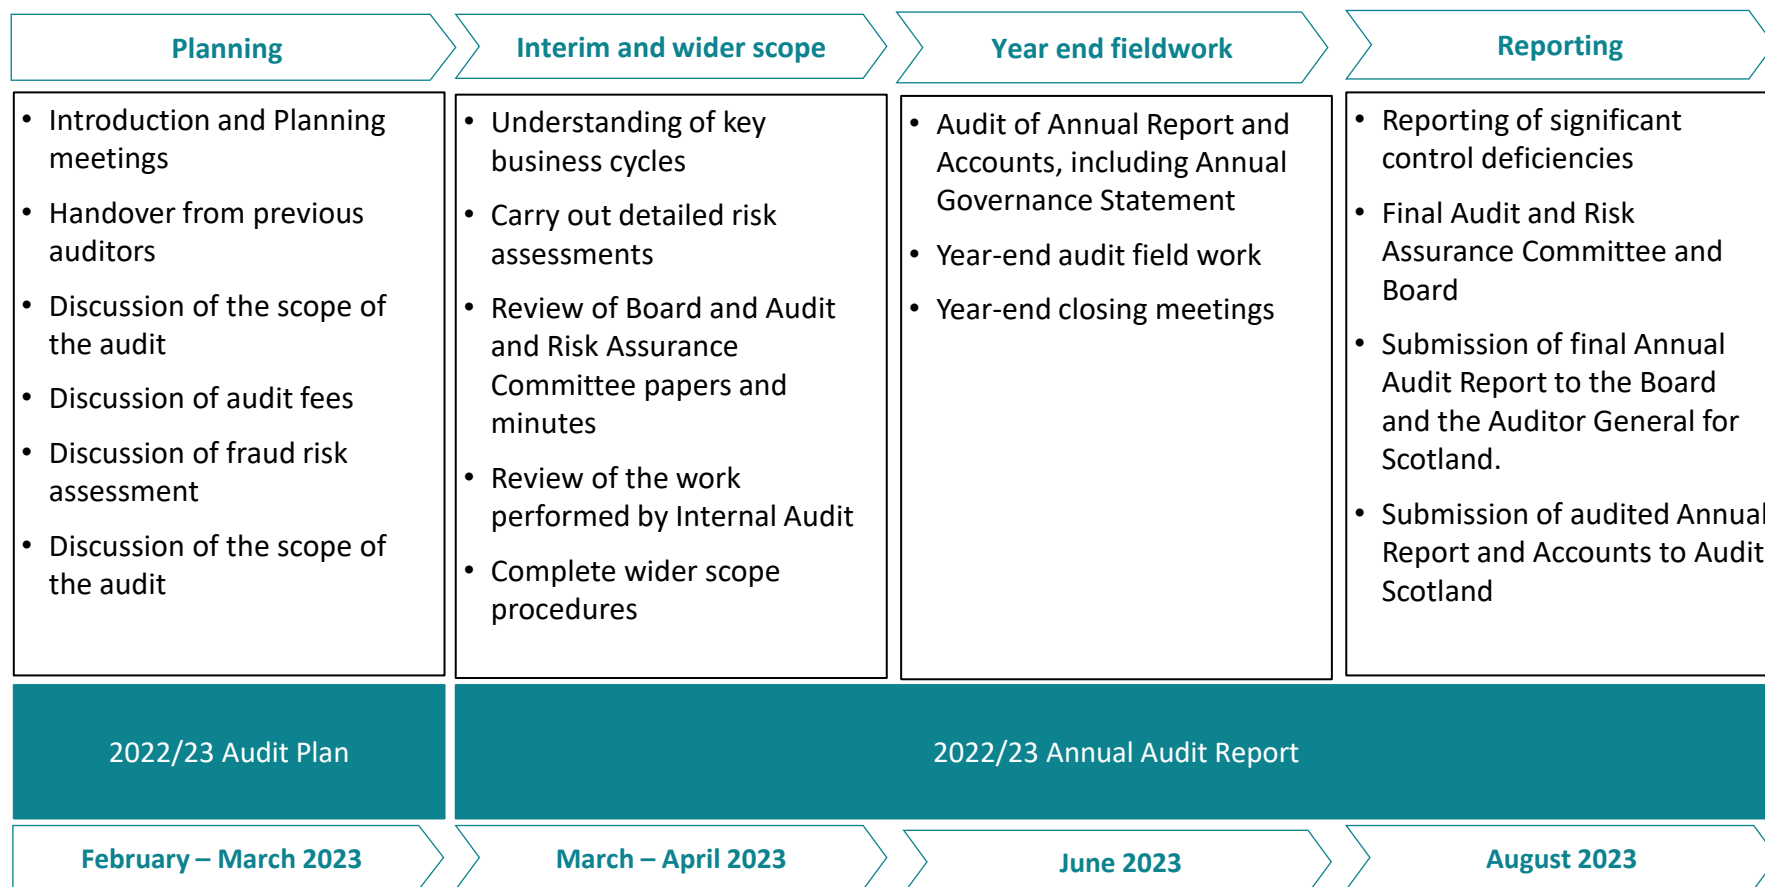 Planning
Interim and wider scope
Year end fieldwork
Reporting
• Introduction and Planning
meetings
• Handover from previous
auditors
• Discussion of the scope of
the audit
• Discussion of audit fees
• Discussion of fraud risk
assessment
• Discussion of the scope of
the audit
• Understanding of key
business cycles
• Carry out detailed risk
assessments
• Review of Board and Audit
and Risk Assurance
Committee papers and
minutes
• Review of the work
performed by Internal Audit
• Complete wider scope
procedures
• Audit of Annual Report and
Accounts, including Annual
Governance Statement
• Year-end audit field work
• Year-end closing meetings
• Reporting of significant
control deficiencies
• Final Audit and Risk
Assurance Committee and
Board
• Submission of final Annual
Audit Report to the Board
and the Auditor General for
Scotland.
• Submission of audited Annual
Report and Accounts to Audit
Scotland
2022/23 Audit Plan
2022/23 Annual Audit Report
February – March 2023
March – April 2023
June 2023
August 2023